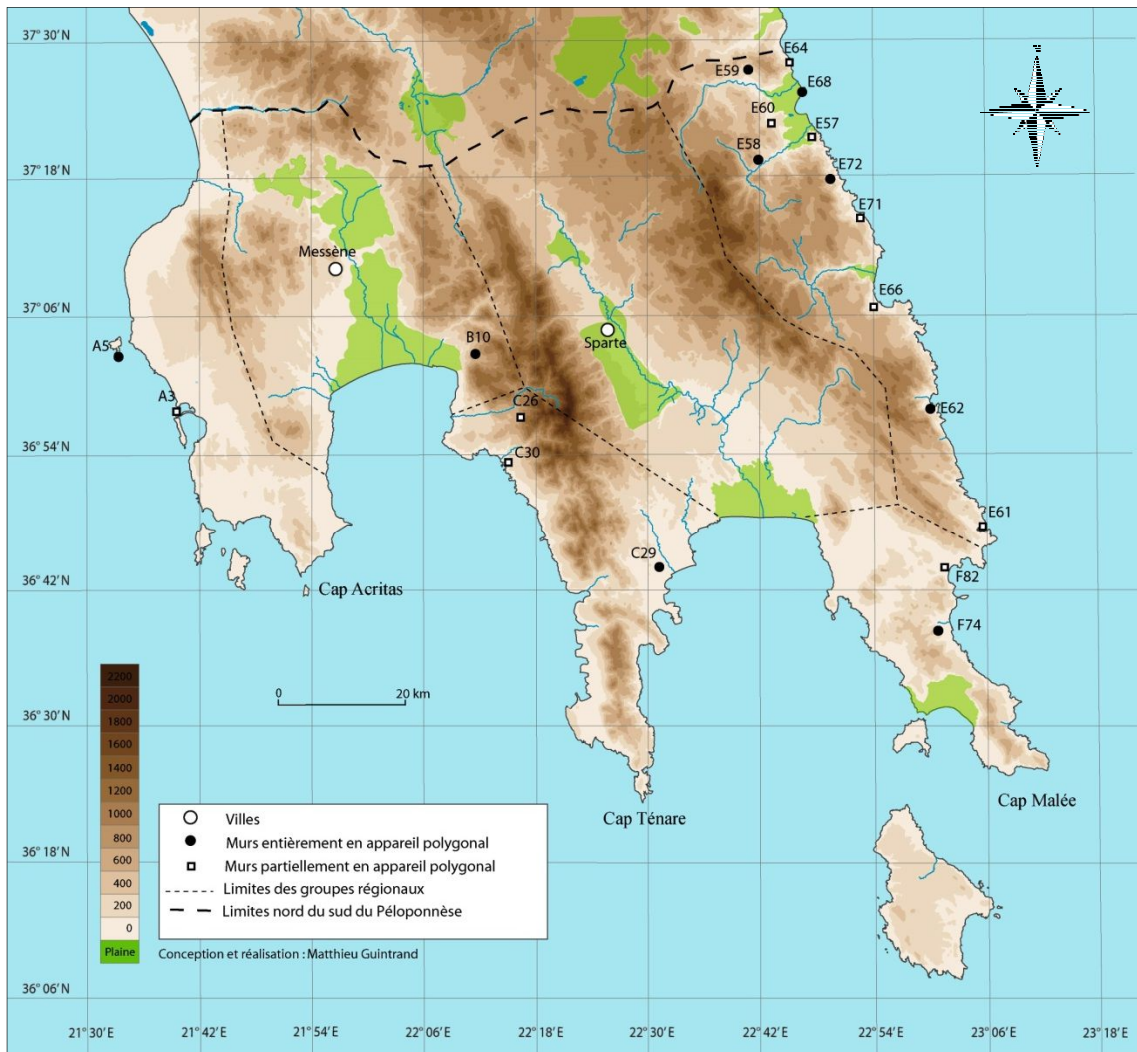 37° 30′ N
37° 18′ N
37° 06′ N
36° 54′ N
36° 42′ N
36° 30′ N
36° 18′ N
36° 06′ N
E64
E59
E68
E60
E57
E58
E72
E71
Messène
E66
B10
Sparte
A5
A3
C26
E62
C30
E61
C29
F82
Cap Acritas
F74
2200
2000
1800
1600
1400
1200
1000
800
600
400
200
0
Plaine
0 20 km
Cap Ténare
Cap Malée
Villes
Murs entièrement en appareil polygonal
Murs partiellement en appareil polygonal
Limites des groupes régionaux
Limites nord du sud du Péloponnèse
Conception et réalisation : Matthieu Guintrand
21° 30′ E 21° 42′ E 21° 54′ E 22° 06′ E 22° 18′ E 22° 30′ E 22° 42′ E 22° 54′ E 23° 06′ E 23° 18′ E